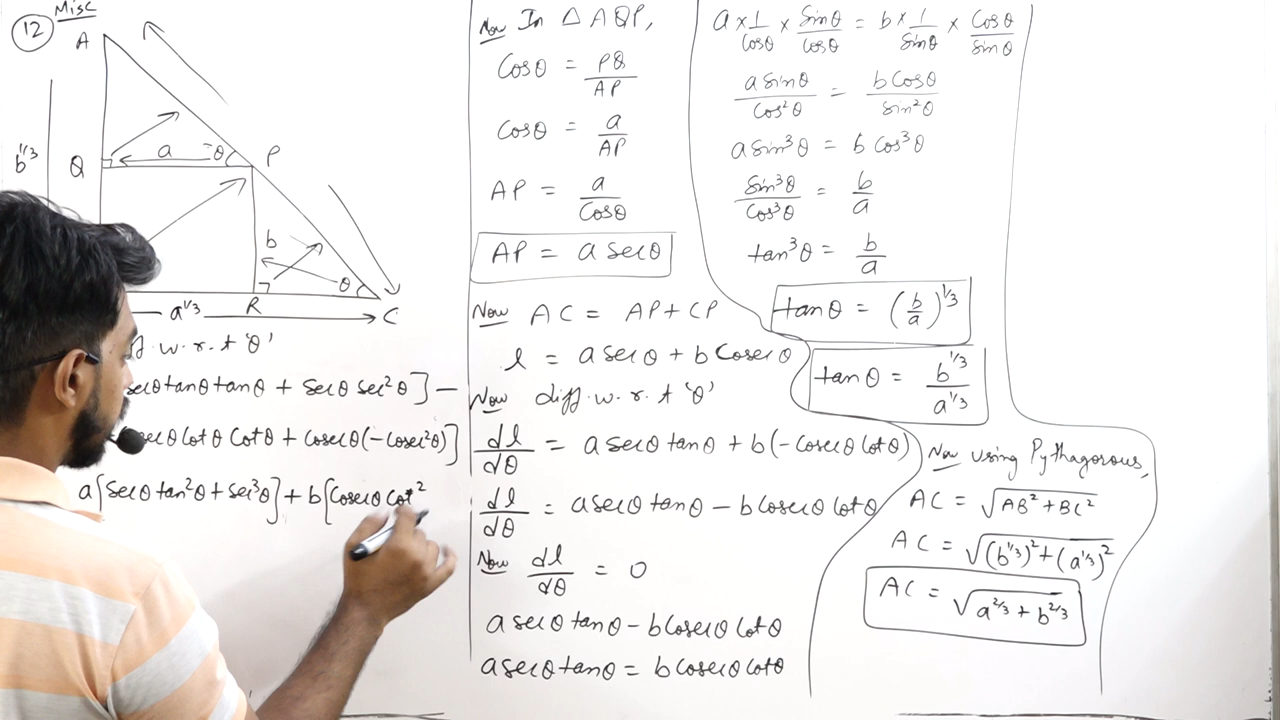 Misc
12
A
b^1/3
Q
a
θ
P
b
θ
R
a^1/3
C
w.r.t 'θ'
secθ tanθ tanθ + secθ sec²θ] —
cosecθ cotθ cotθ + cosecθ(-cosec²θ)]
a[secθ tan²θ + sec³θ] + b[cosecθ cot²
Now In △AQP,
cosθ = PQ/AP
cosθ = a/AP
AP = a/cosθ
AP = a secθ
Now AC = AP + CP
l = a secθ + b cosecθ
Now diff. w.r.t 'θ'
dl/dθ = a secθ tanθ + b(-cosecθ cotθ)
dl/dθ = a secθ tanθ - b cosecθ cotθ
Now dl/dθ = 0
a secθ tanθ - b cosecθ cotθ
a secθ tanθ = b cosecθ cotθ
a × 1/cosθ × sinθ/cosθ = b × 1/sinθ × cosθ/sinθ
a sinθ/cos²θ = b cosθ/sin²θ
a sin³θ = b cos³θ
sin³θ/cos³θ = b/a
tan³θ = b/a
tanθ = (b/a)^1/3
tanθ = b^1/3/a^1/3
Now using Pythagorous,
AC = √(AB² + BC²)
AC = √((b^1/3)² + (a^1/3)²)
AC = √(a^2/3 + b^2/3)